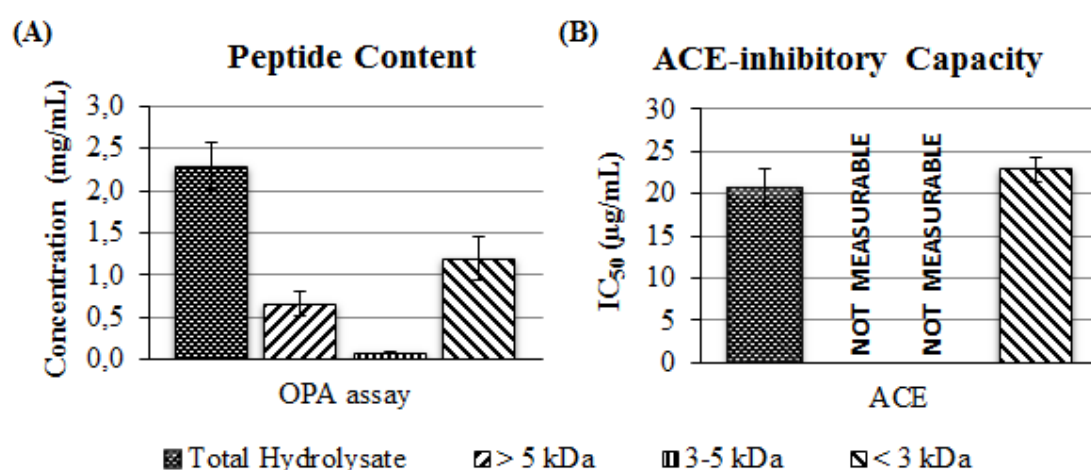 (A)
Peptide Content
Concentration (mg/mL)
3,0
2,5
2,0
1,5
1,0
0,5
0,0
OPA assay
(B)
ACE-inhibitory Capacity
IC50 (µg/mL)
30
25
20
15
10
5
0
NOT MEASURABLE
NOT MEASURABLE
ACE
Total Hydrolysate > 5 kDa 3-5 kDa < 3 kDa